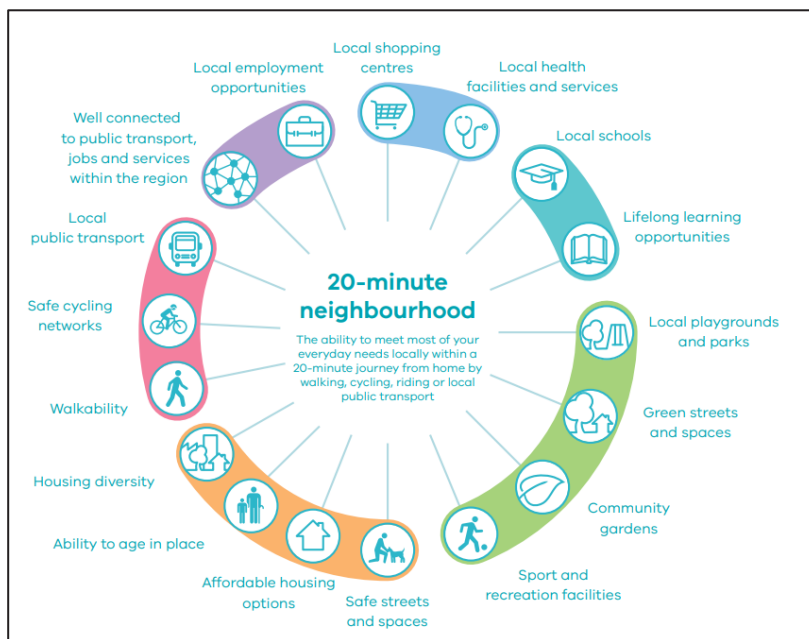 Local shopping
centres
Local health
facilities and services
Local schools
Lifelong learning
opportunities
Local playgrounds
and parks
Green streets
and spaces
Community
gardens
Sport and
recreation facilities
Safe streets
and spaces
Affordable housing
options
Ability to age in place
Housing diversity
Walkability
Safe cycling
networks
Local
public transport
Well connected
to public transport,
jobs and services
within the region
Local employment
opportunities
20-minute
neighbourhood
The ability to meet most of your
everyday needs locally within a
20-minute journey from home by
walking, cycling, riding or local
public transport